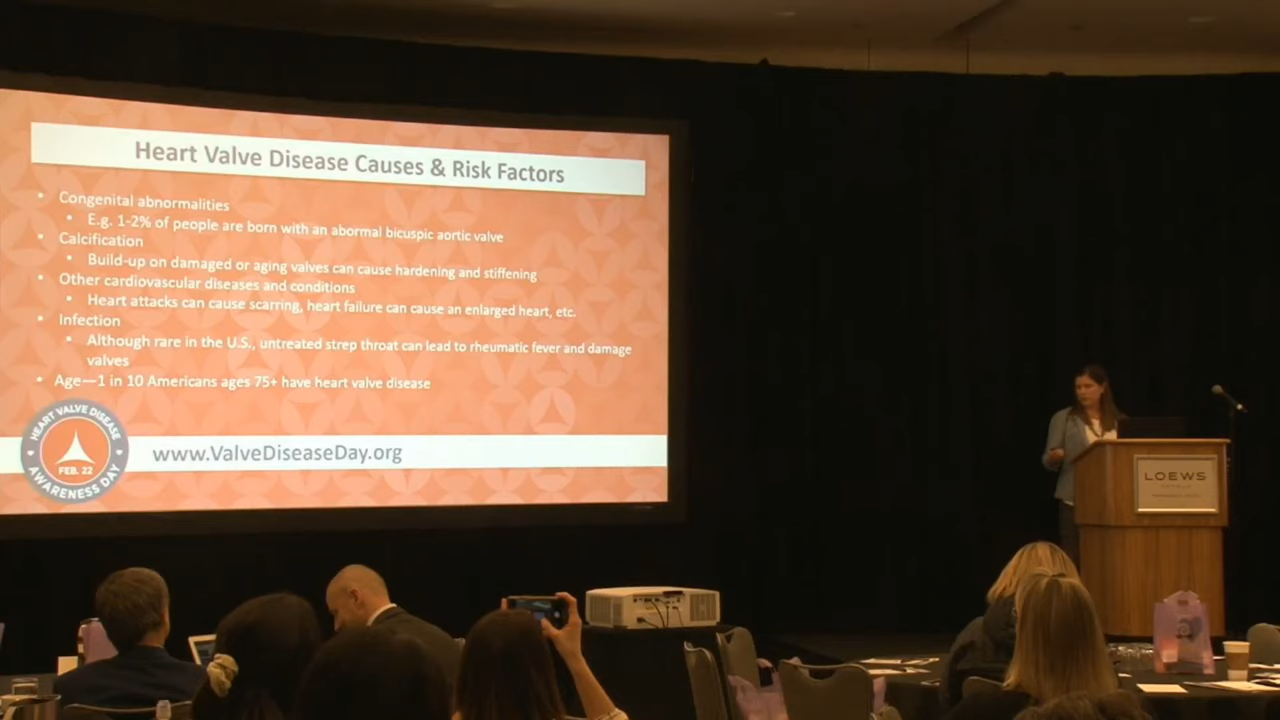 Heart Valve Disease Causes & Risk Factors
• Congenital abnormalities
• E.g. 1-2% of people are born with an abormal bicuspic aortic valve
• Calcification
• Build-up on damaged or aging valves can cause hardening and stiffening
• Other cardiovascular diseases and conditions
• Heart attacks can cause scarring, heart failure can cause an enlarged heart, etc.
• Infection
• Although rare in the U.S., untreated strep throat can lead to rheumatic fever and damage
valves
• Age—1 in 10 Americans ages 75+ have heart valve disease
HEART VALVE DISEASE
FEB. 22
AWARENESS DAY
www.ValveDiseaseDay.org
LOEWS